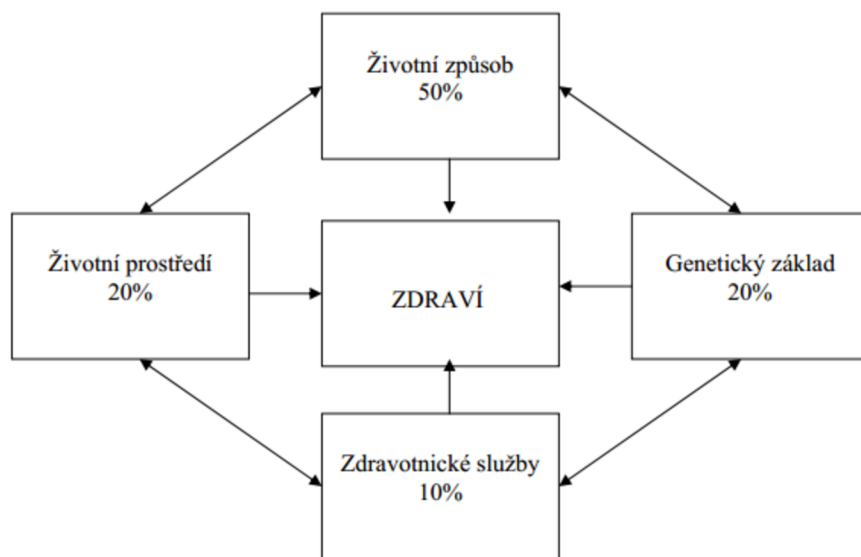 Životní způsob
50%
Životní prostředí
20%
ZDRAVÍ
Genetický základ
20%
Zdravotnické služby
10%